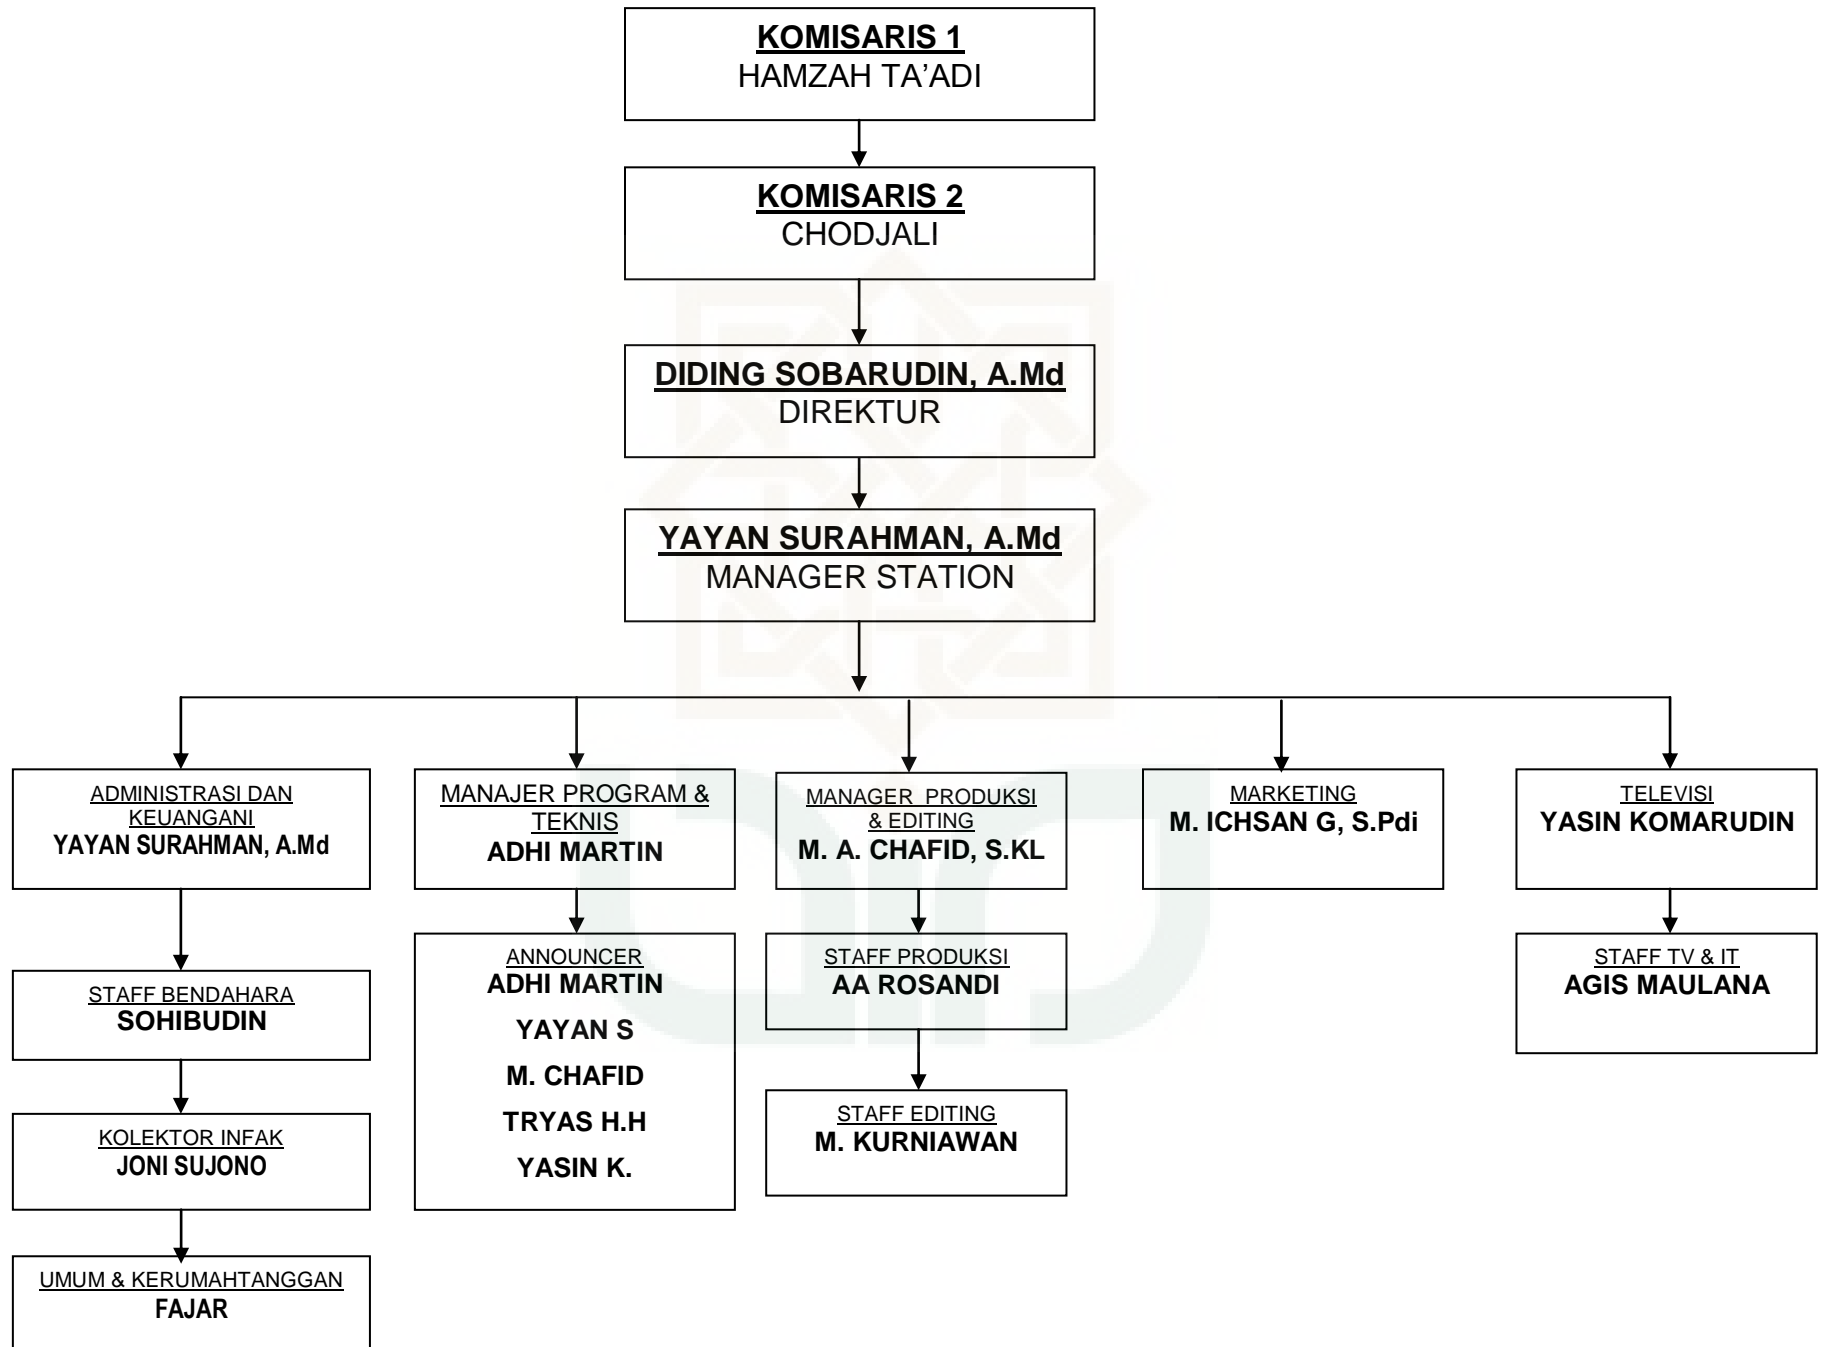 KOMISARIS 1
HAMZAH TA’ADI
KOMISARIS 2
CHODJALI
DIDING SOBARUDIN, A.Md
DIREKTUR
YAYAN SURAHMAN, A.Md
MANAGER STATION
ADMINISTRASI DAN
KEUANGANI
YAYAN SURAHMAN, A.Md
STAFF BENDAHARA
SOHIBUDIN
KOLEKTOR INFAK
JONI SUJONO
UMUM & KERUMAHTANGGAN
FAJAR
MANAJER PROGRAM &
TEKNIS
ADHI MARTIN
ANNOUNCER
ADHI MARTIN
YAYAN S
M. CHAFID
TRYAS H.H
YASIN K.
MANAGER PRODUKSI
& EDITING
M. A. CHAFID, S.KL
STAFF PRODUKSI
AA ROSANDI
STAFF EDITING
M. KURNIAWAN
MARKETING
M. ICHSAN G, S.Pdi
TELEVISI
YASIN KOMARUDIN
STAFF TV & IT
AGIS MAULANA